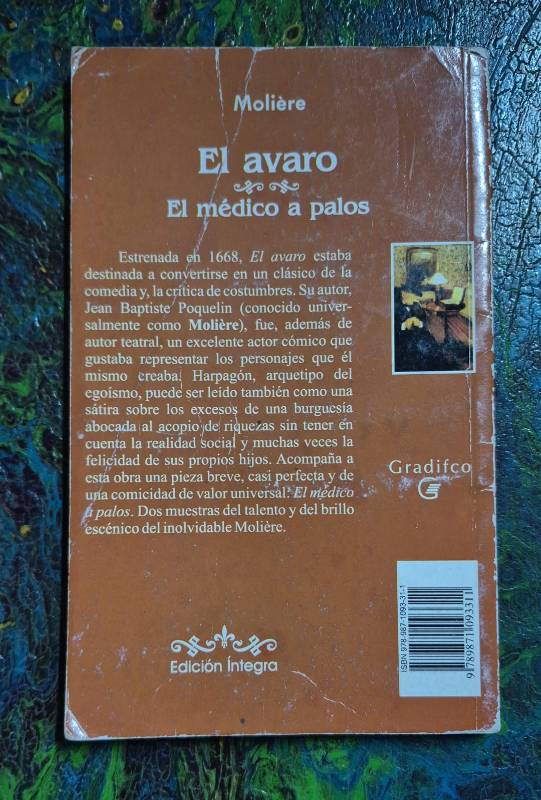 Molière
El avaro
El médico a palos
Estrenada en 1668, El avaro estaba
destinada a convertirse en un clásico de la
comedia y, la crítica de costumbres. Su autor,
Jean Baptiste Poquelin (conocido univer-
salmente como Molière), fue, además de
autor teatral, un excelente actor cómico que
gustaba representar los personajes que él
mismo creaba. Harpagón, arquetipo del
egoísmo, puede ser leído también como una
sátira sobre los excesos de una burguesía
abocada al acopio de riquezas sin tener en
cuenta la realidad social y muchas veces la
felicidad de sus propios hijos. Acompaña a
esta obra una pieza breve, casi perfecta y de
una comicidad de valor universal: El médico
a palos. Dos muestras del talento y del brillo
escénico del inolvidable Molière.
Gradifco
Edición Íntegra
ISBN 978-987-1093-31-1
9 789871 093311